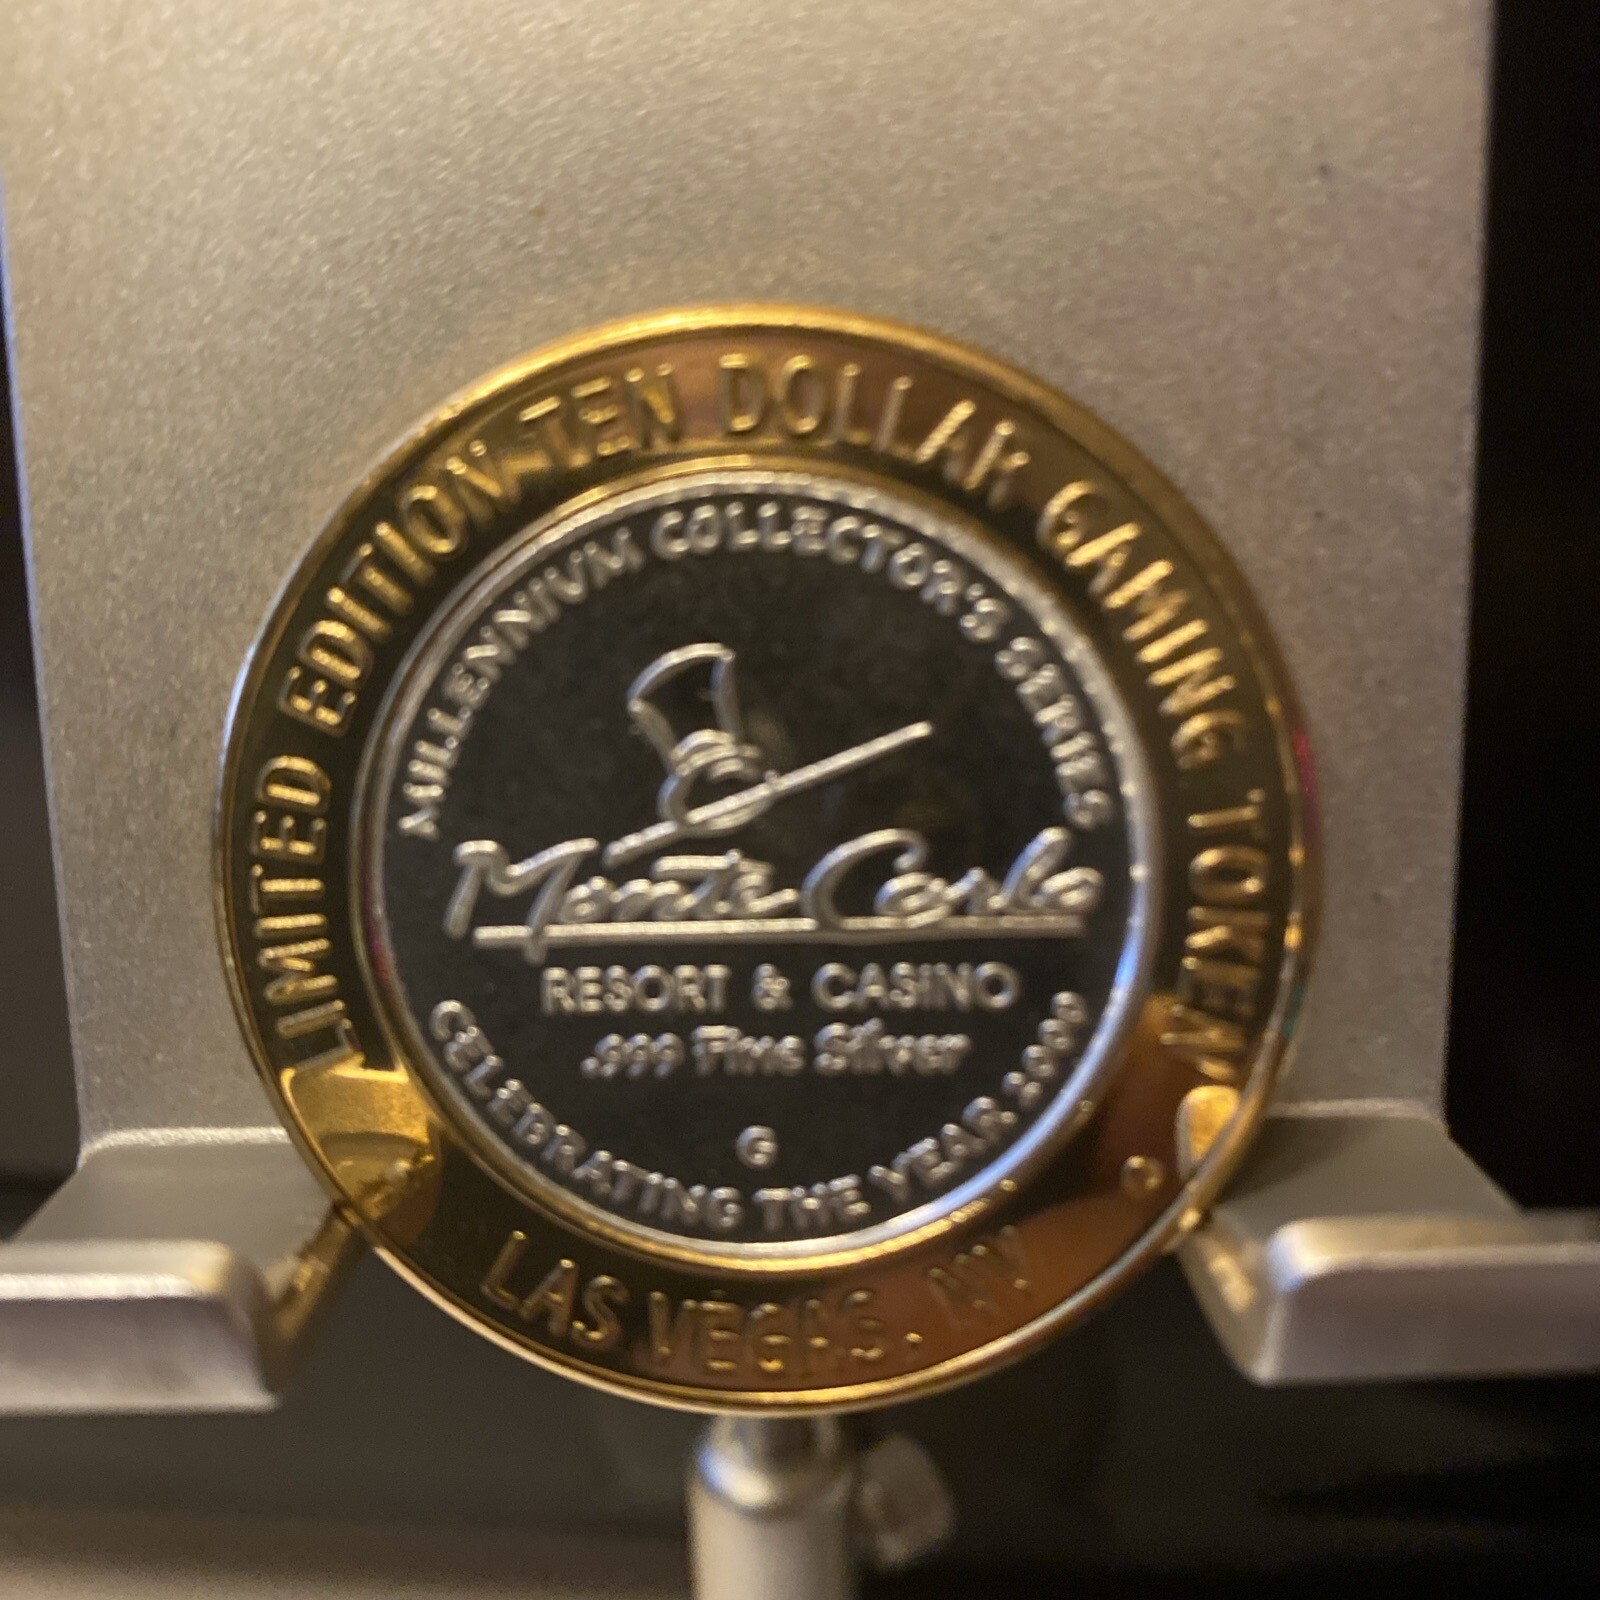 LIMITED EDITION TEN DOLLAR GAMING TOKEN
MILLENNIVM COLLECTOR'S SERIES
Monte Carlo
RESORT & CASINO
.999 Fine Silver
G
CELEBRATING THE YEAR 2000
LAS VEGAS, NV